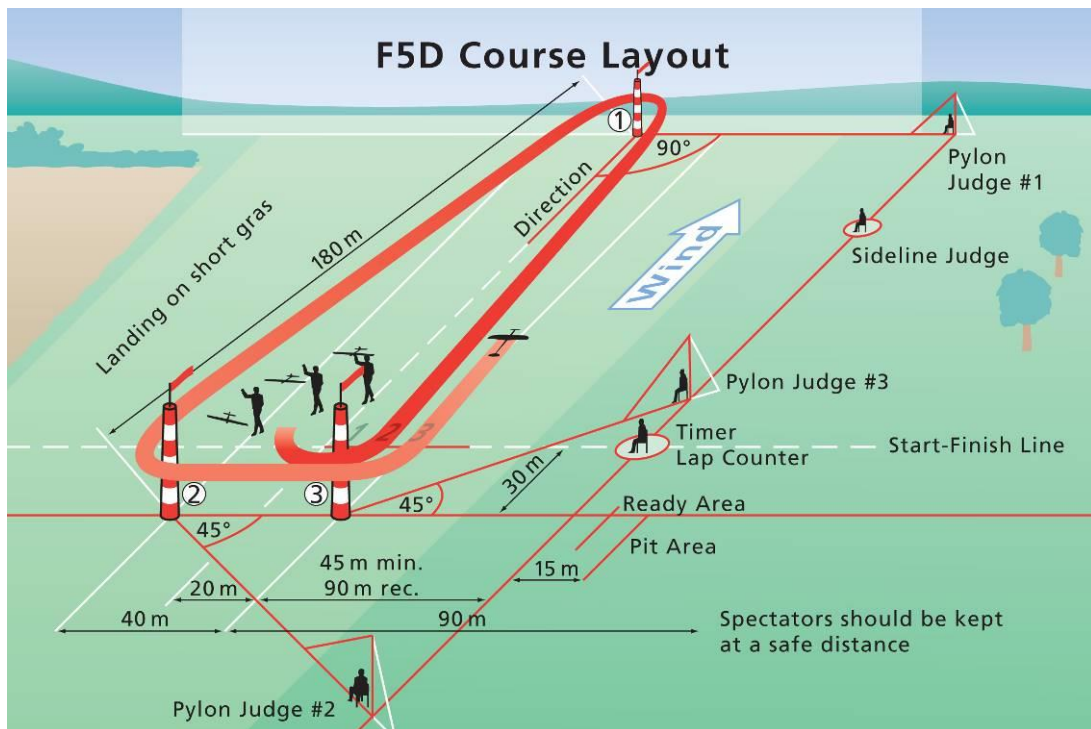 F5D Course Layout
1
90°
Pylon
Judge #1
Direction
Landing on short gras
180 m
Wind
Sideline Judge
Pylon Judge #3
1 2 3
Timer
Lap Counter
Start-Finish Line
30 m
2
3
45°
45°
Ready Area
Pit Area
45 m min.
90 m rec.
15 m
20 m
40 m
90 m
Spectators should be kept
at a safe distance
Pylon Judge #2